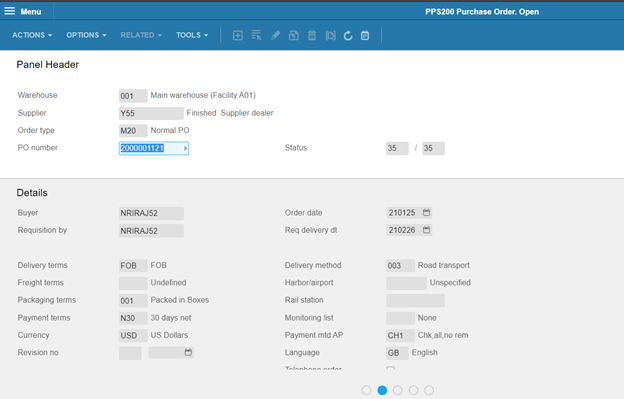 Menu PPS200 Purchase Order. Open
ACTIONS OPTIONS RELATED TOOLS
Panel Header
Warehouse 001 Main warehouse (Facility A01)
Supplier Y55 Finished Supplier dealer
Order type M20 Normal PO
PO number 2000001121 Status 35 / 35
Details
Buyer NRIRAJ52 Order date 210125
Requisition by NRIRAJ52 Req delivery dt 210226
Delivery terms FOB FOB Delivery method 003 Road transport
Freight terms Undefined Harbor/airport Unspecified
Packaging terms 001 Packed in Boxes Rail station
Payment terms N30 30 days net Monitoring list None
Currency USD US Dollars Payment mtd AP CH1 Chk,all,no rem
Revision no Language GB English
Telephone order